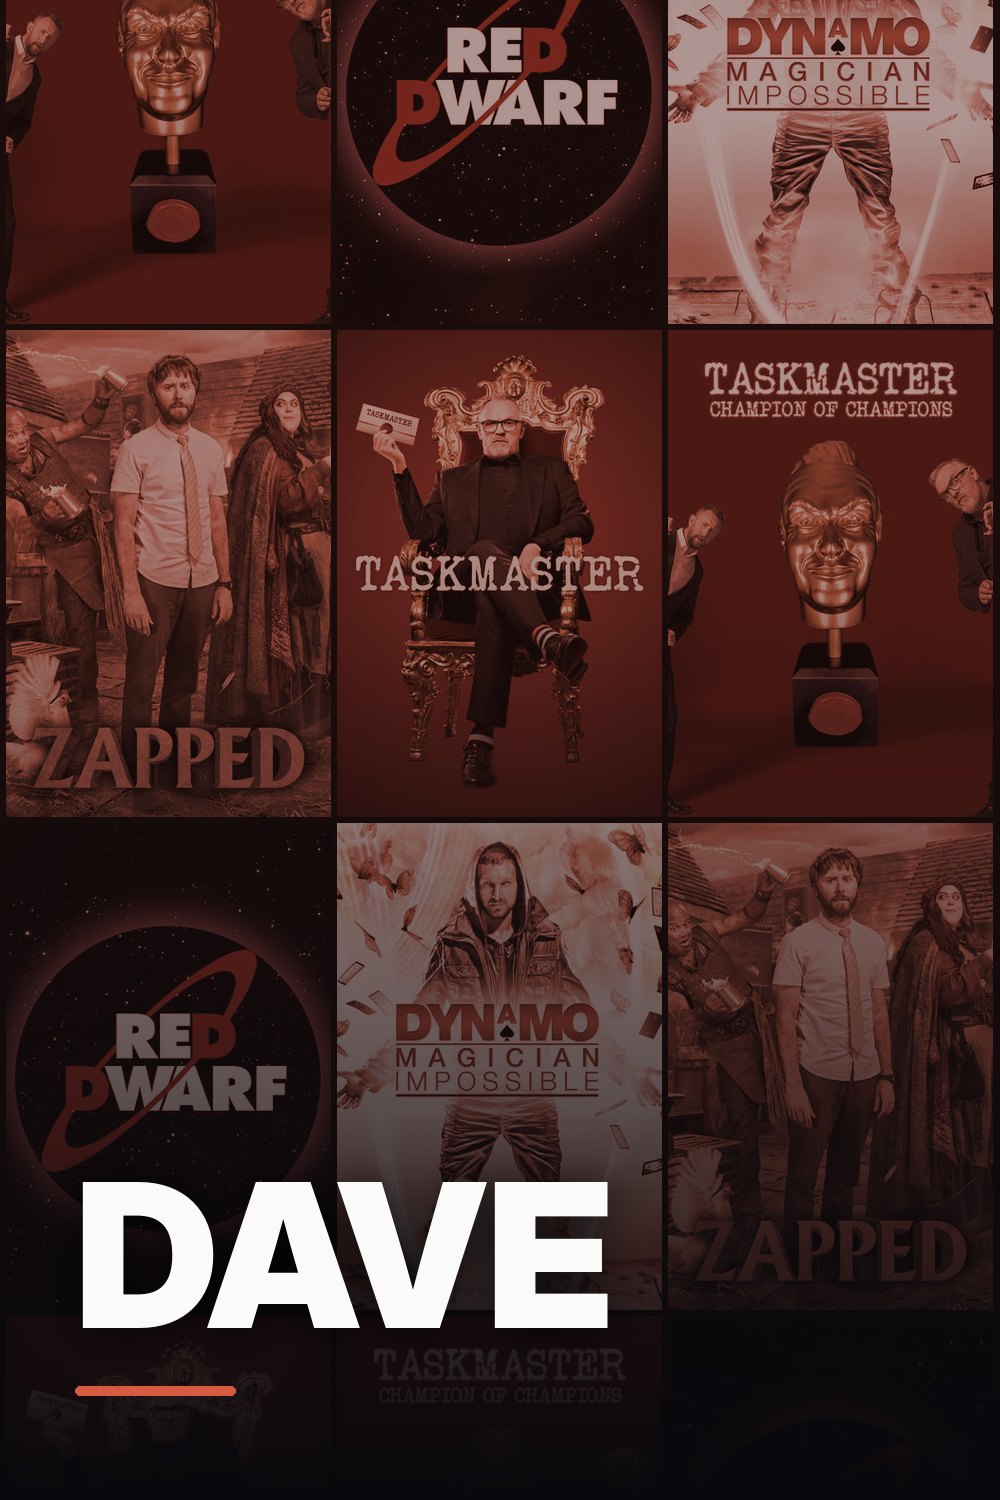 RED
DWARF
DYNAMO
MAGICIAN
IMPOSSIBLE
ZAPPED
TASKMASTER
TASKMASTER
TASKMASTER
CHAMPION OF CHAMPIONS
RED
DWARF
DYNAMO
MAGICIAN
IMPOSSIBLE
ZAPPED
DAVE
TASKMASTER
TASKMASTER
CHAMPION OF CHAMPIONS